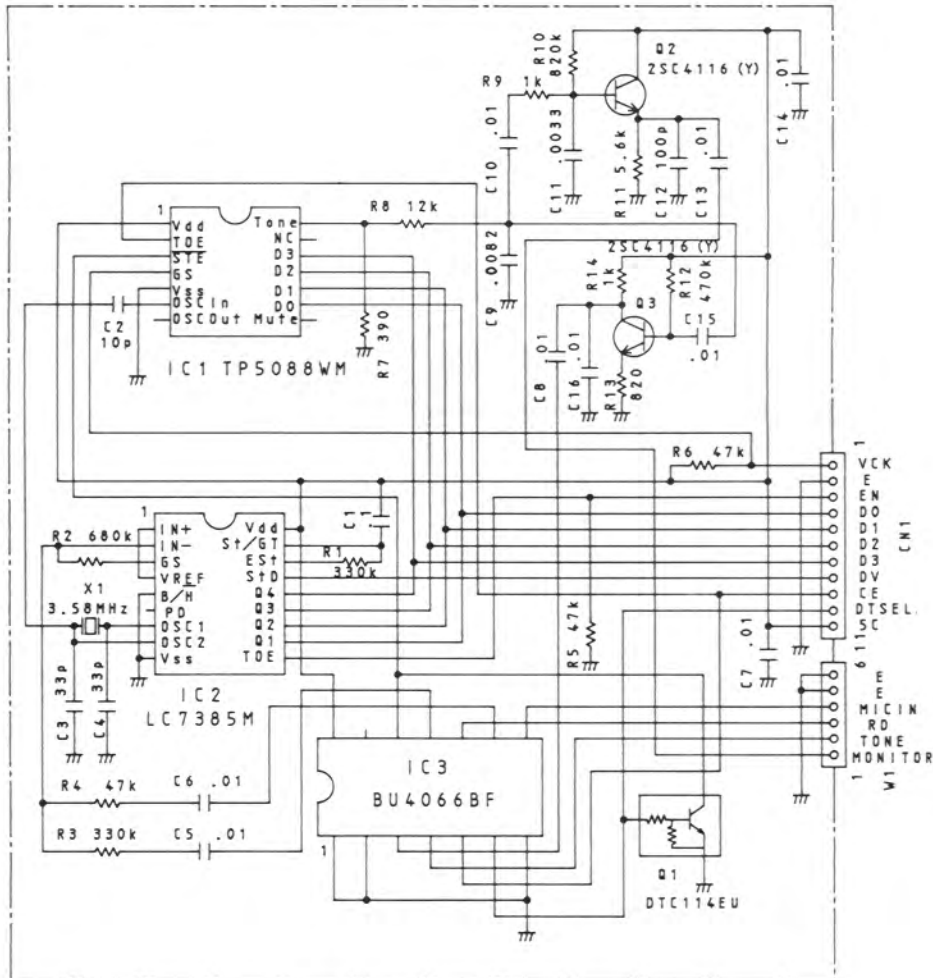 R10 820k
Q2
2SC4116 (Y)
R9 1k
C14 .01
C10 .01
C11 .0033
R11 5.6k
C12 100p
C13 .01
1
Vdd
TOE
STE
GS
Vss
OSCIn
OSCOut
Tone
NC
D3
D2
D1
D0
Mute
IC1 TP5088WM
C2
10p
R8 12k
R7 390
C9 .0082
2SC4116 (Y)
R14 1k
R12 470k
Q3
C15
.01
C8 .01
C16 .01
R13 820
R6 47k
1
VCK
E
EN
D0
D1
D2
D3
DV
CE
DTSEL
5C
11
CN1
R2 680k
X1
3.58MHz
1
IN+
IN-
GS
VREF
B/H
PD
OSC1
OSC2
Vss
Vdd
St/GT
ESt
StD
Q4
Q3
Q2
Q1
TOE
IC2
LC7385M
C1 .1
R1
330k
R5 47k
C7 .01
C3 33p
C4 33p
R4 47k
C6 .01
R3 330k
C5 .01
IC3
BU4066BF
1
6
E
E
MICIN
RD
TONE
MONITOR
1
W1
Q1
DTC114EU